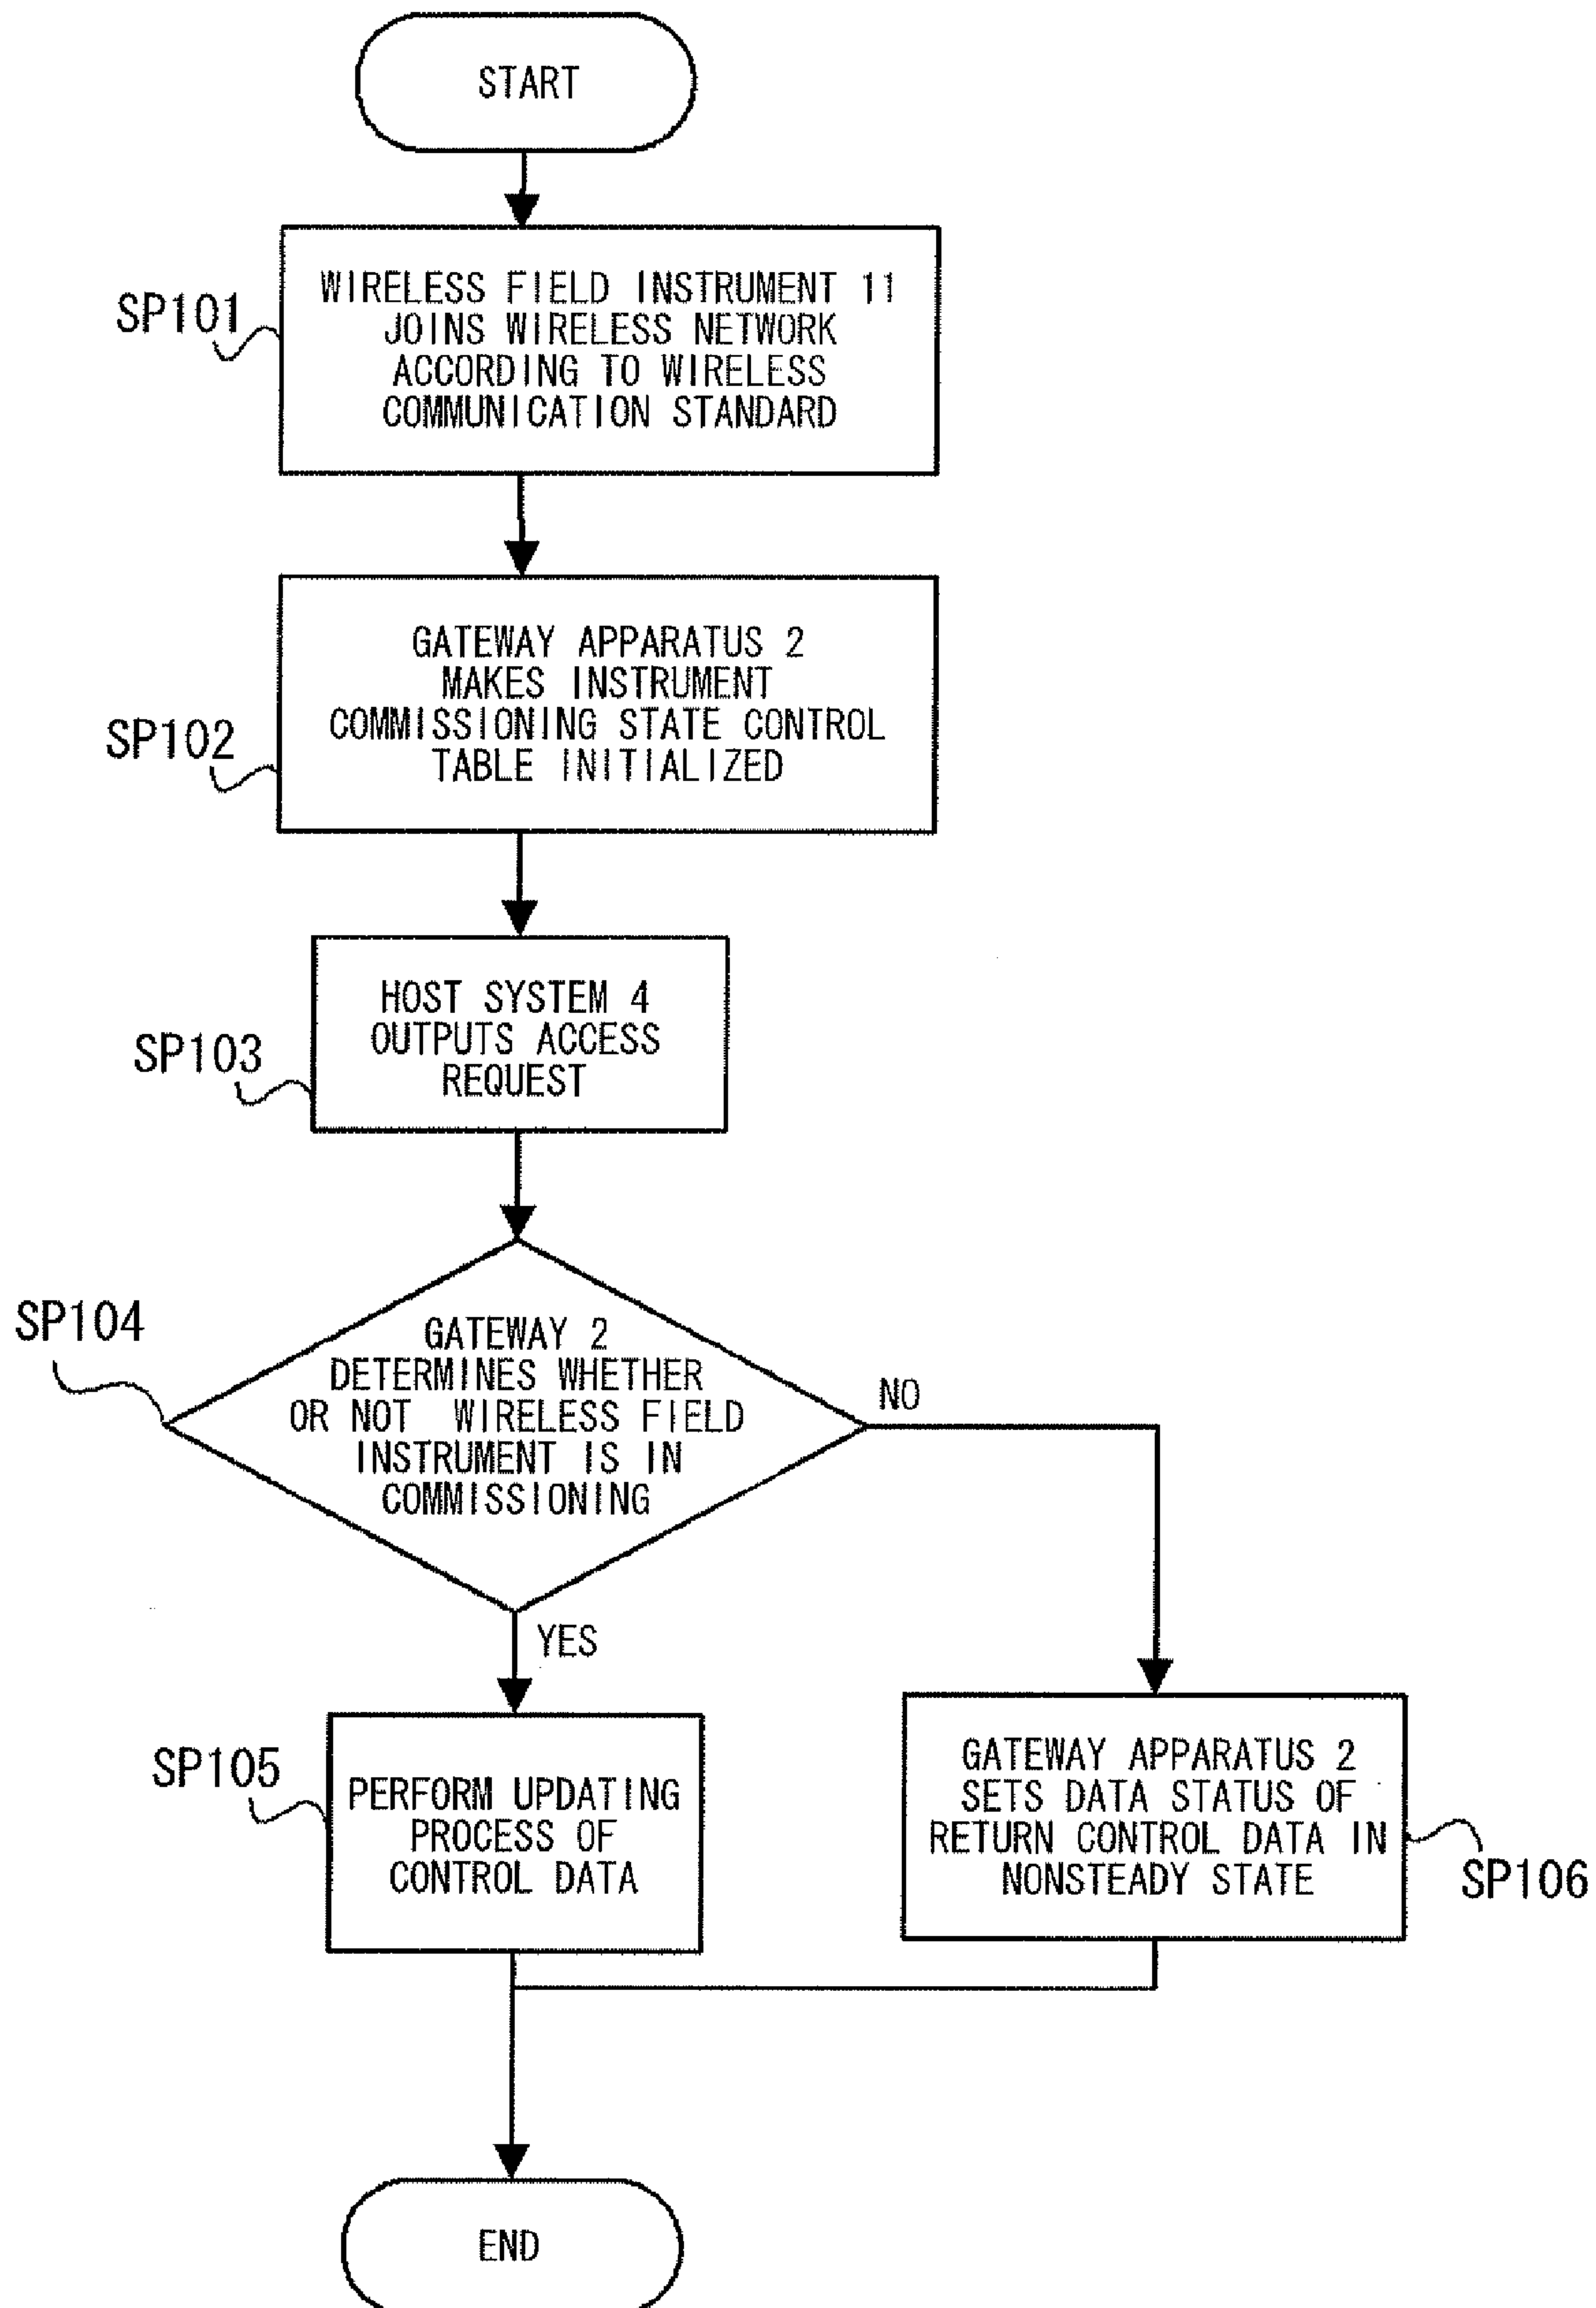 START
SP101
WIRELESS FIELD INSTRUMENT 11
JOINS WIRELESS NETWORK
ACCORDING TO WIRELESS
COMMUNICATION STANDARD
SP102
GATEWAY APPARATUS 2
MAKES INSTRUMENT
COMMISSIONING STATE CONTROL
TABLE INITIALIZED
SP103
HOST SYSTEM 4
OUTPUTS ACCESS
REQUEST
SP104
GATEWAY 2
DETERMINES WHETHER
OR NOT WIRELESS FIELD
INSTRUMENT IS IN
COMMISSIONING
NO
YES
SP105
PERFORM UPDATING
PROCESS OF
CONTROL DATA
GATEWAY APPARATUS 2
SETS DATA STATUS OF
RETURN CONTROL DATA IN
NONSTEADY STATE
SP106
END